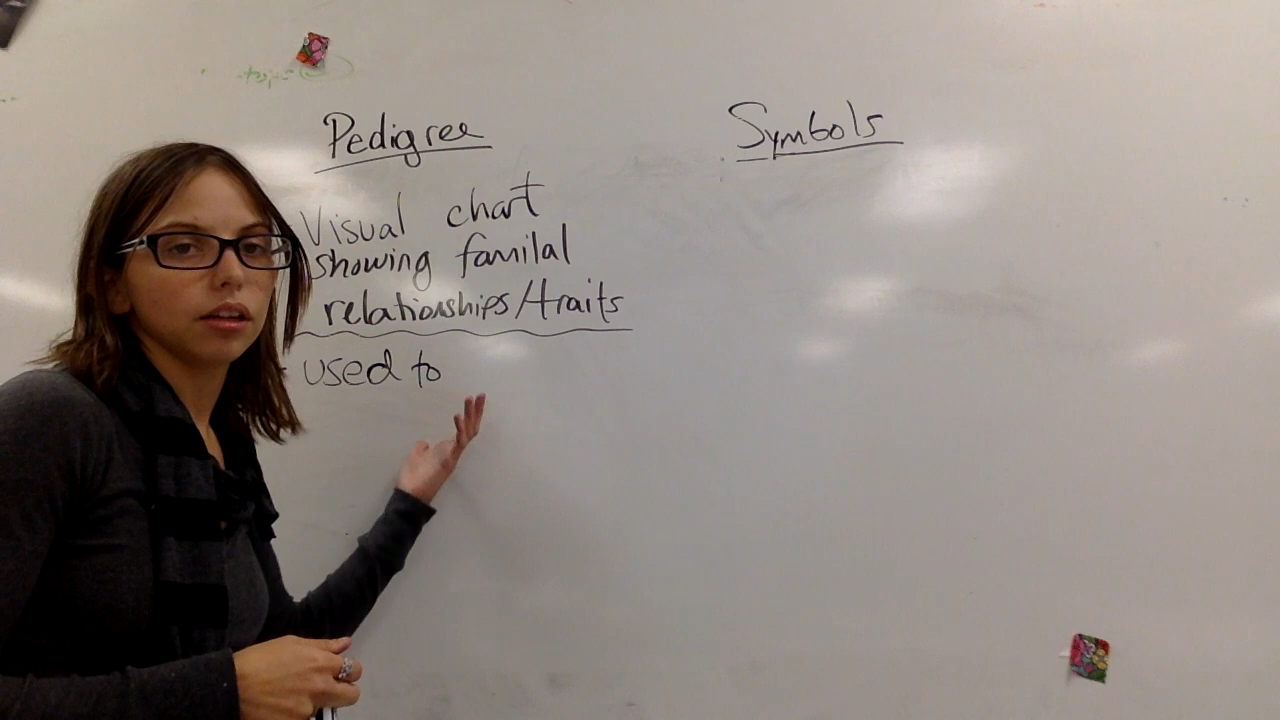 Pedigree
Visual chart
showing familal
relationships/traits
used to
Symbols